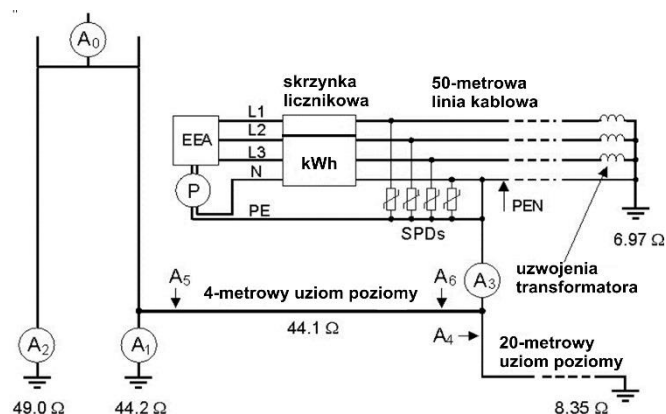 "
A0
skrzynka
licznikowa
50-metrowa
linia kablowa
EEA
L1
L2
L3
N
kWh
P
PE
SPDs
PEN
6.97 Ω
uzwojenia
transformatora
A5
4-metrowy uziom poziomy
A6
A3
44.1 Ω
A4
20-metrowy
uziom poziomy
A2
A1
49.0 Ω
44.2 Ω
8.35 Ω